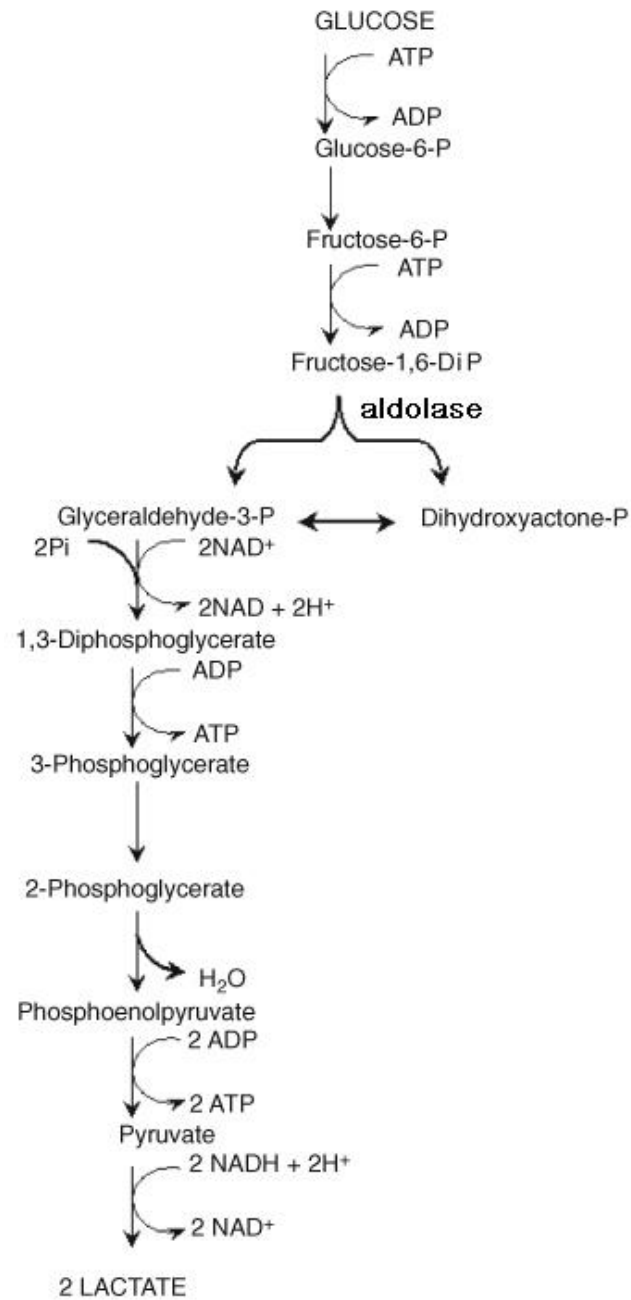 GLUCOSE
ATP
ADP
Glucose-6-P
Fructose-6-P
ATP
ADP
Fructose-1,6-Di P
aldolase
Glyceraldehyde-3-P
Dihydroxyactone-P
2Pi
2NAD+
2NAD + 2H+
1,3-Diphosphoglycerate
ADP
ATP
3-Phosphoglycerate
2-Phosphoglycerate
H₂O
Phosphoenolpyruvate
2 ADP
2 ATP
Pyruvate
2 NADH + 2H+
2 NAD+
2 LACTATE